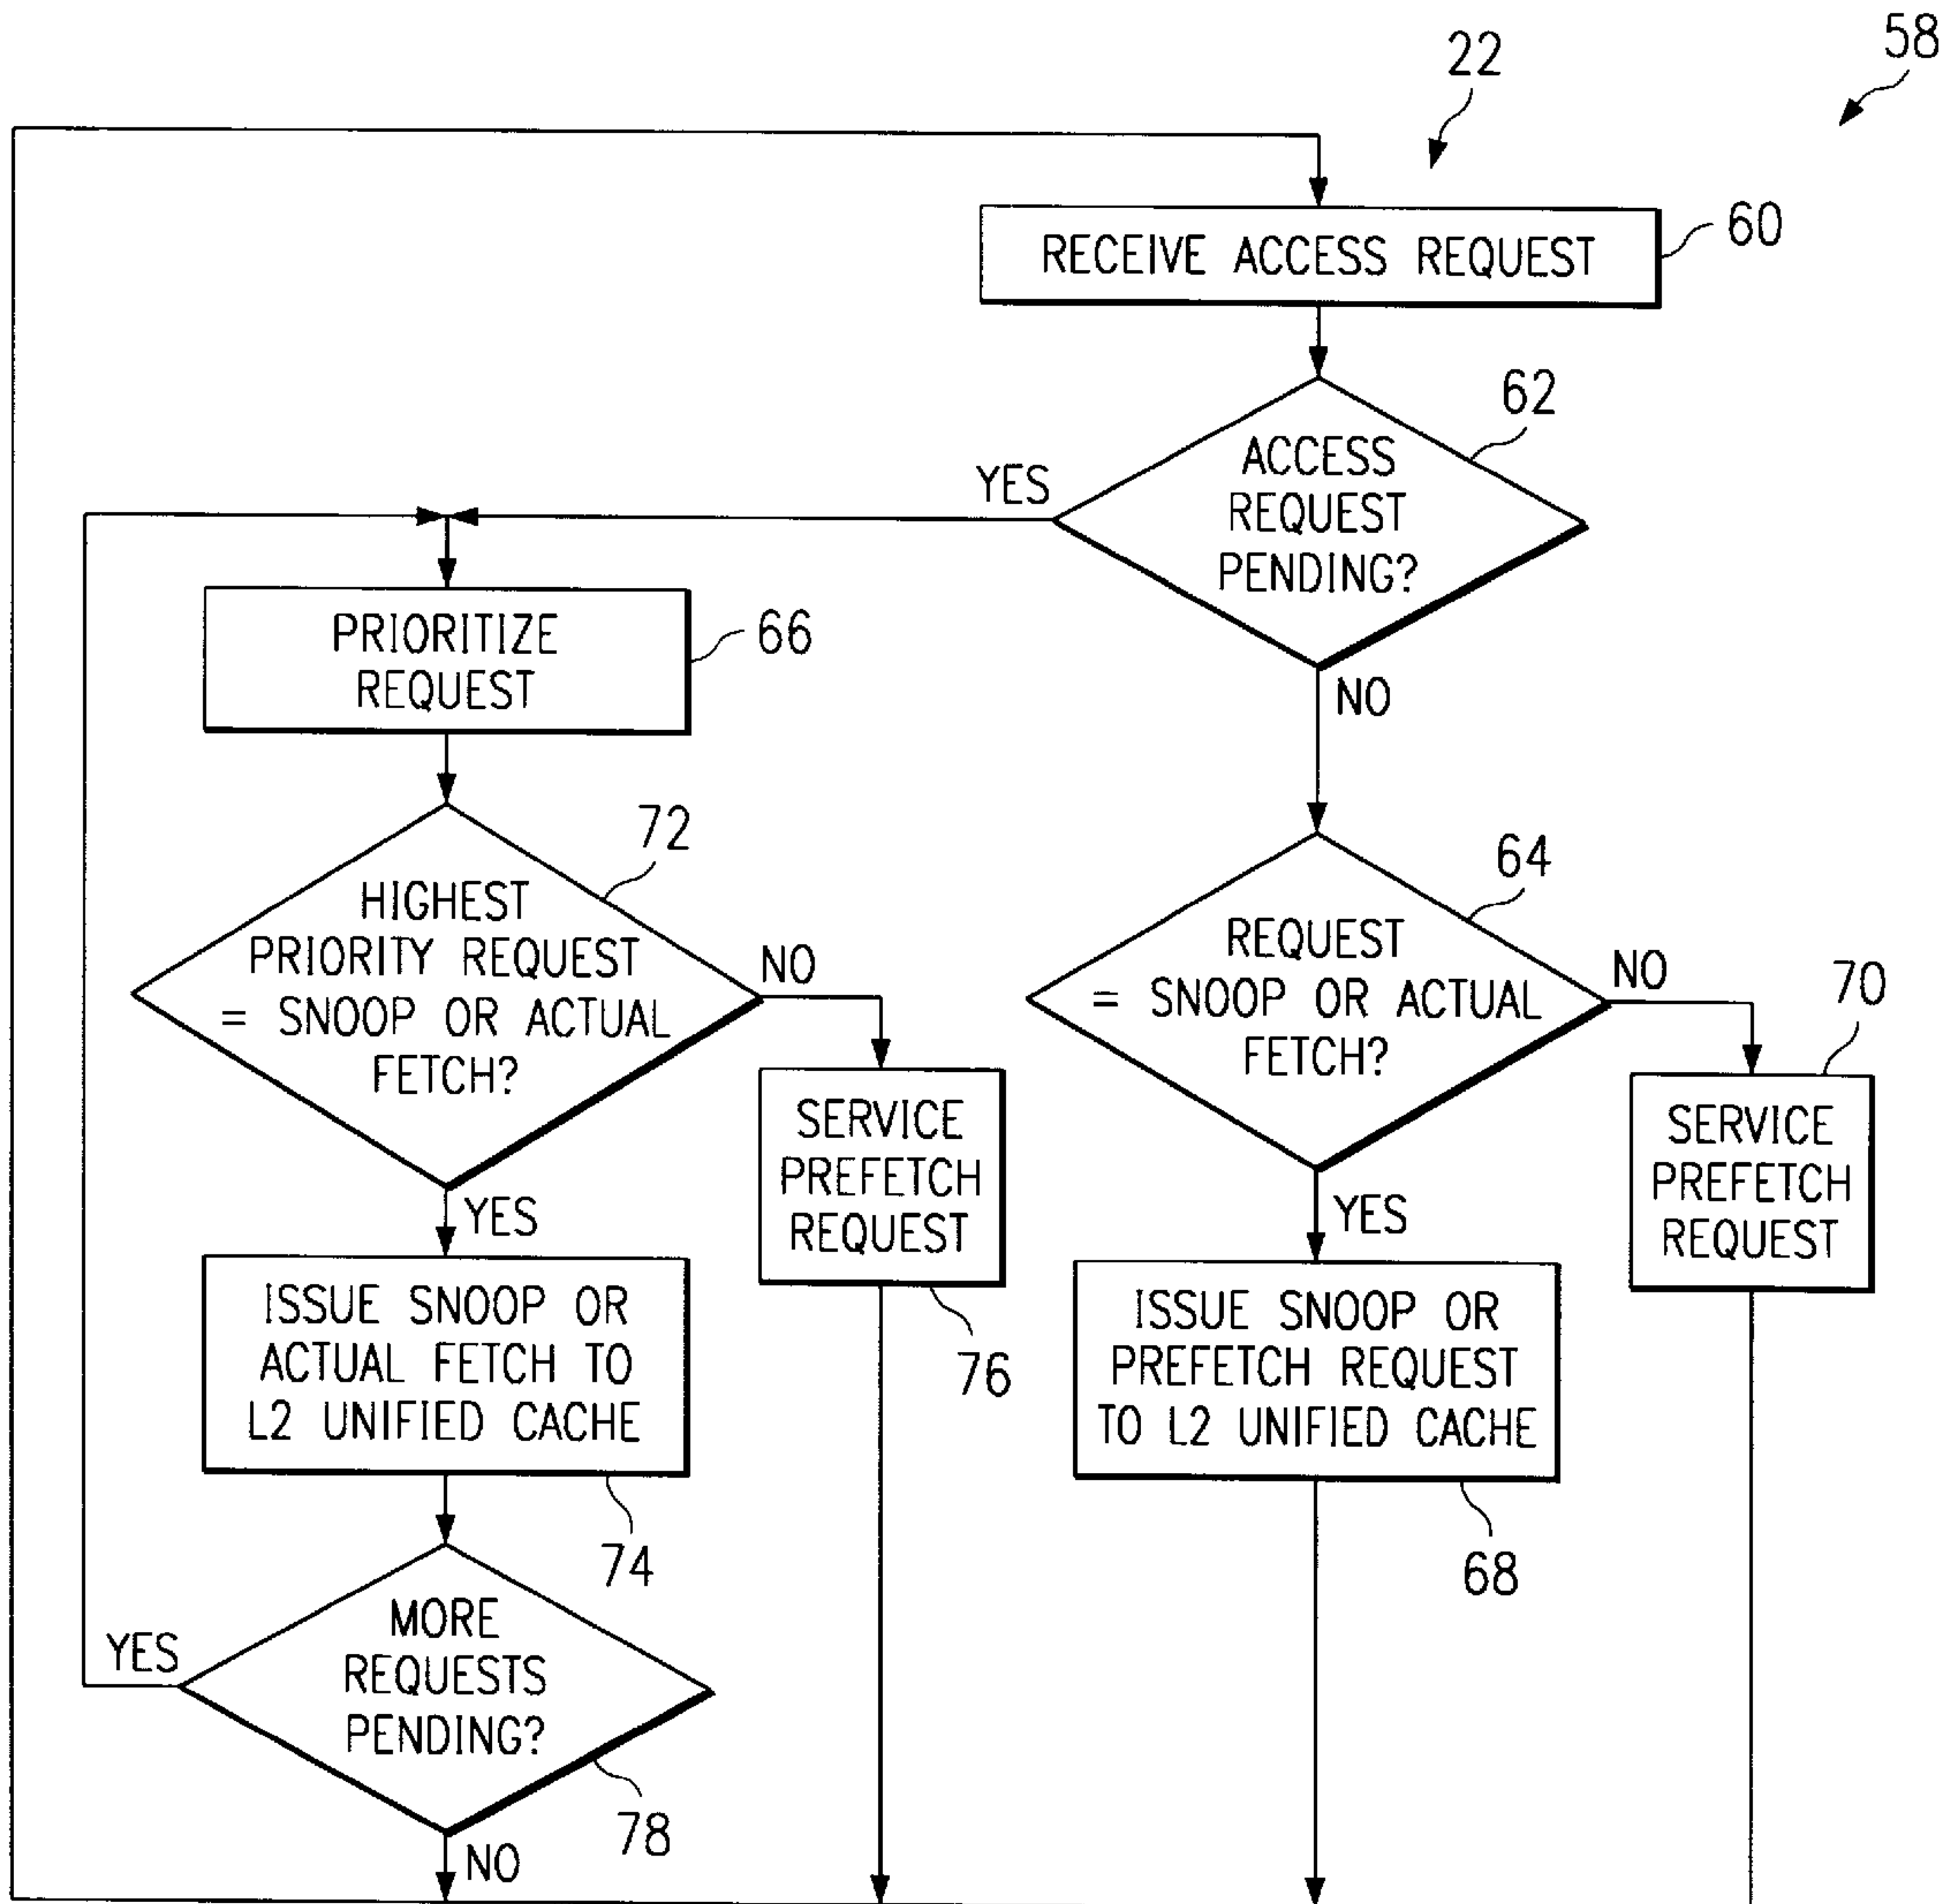 58
22
RECEIVE ACCESS REQUEST
60
62
ACCESS
REQUEST
PENDING?
YES
NO
PRIORITIZE
REQUEST
66
72
HIGHEST
PRIORITY REQUEST
= SNOOP OR ACTUAL
FETCH?
NO
YES
64
REQUEST
= SNOOP OR ACTUAL
FETCH?
NO
YES
70
SERVICE
PREFETCH
REQUEST
76
SERVICE
PREFETCH
REQUEST
ISSUE SNOOP OR
ACTUAL FETCH TO
L2 UNIFIED CACHE
74
ISSUE SNOOP OR
PREFETCH REQUEST
TO L2 UNIFIED CACHE
68
MORE
REQUESTS
PENDING?
YES
78
NO